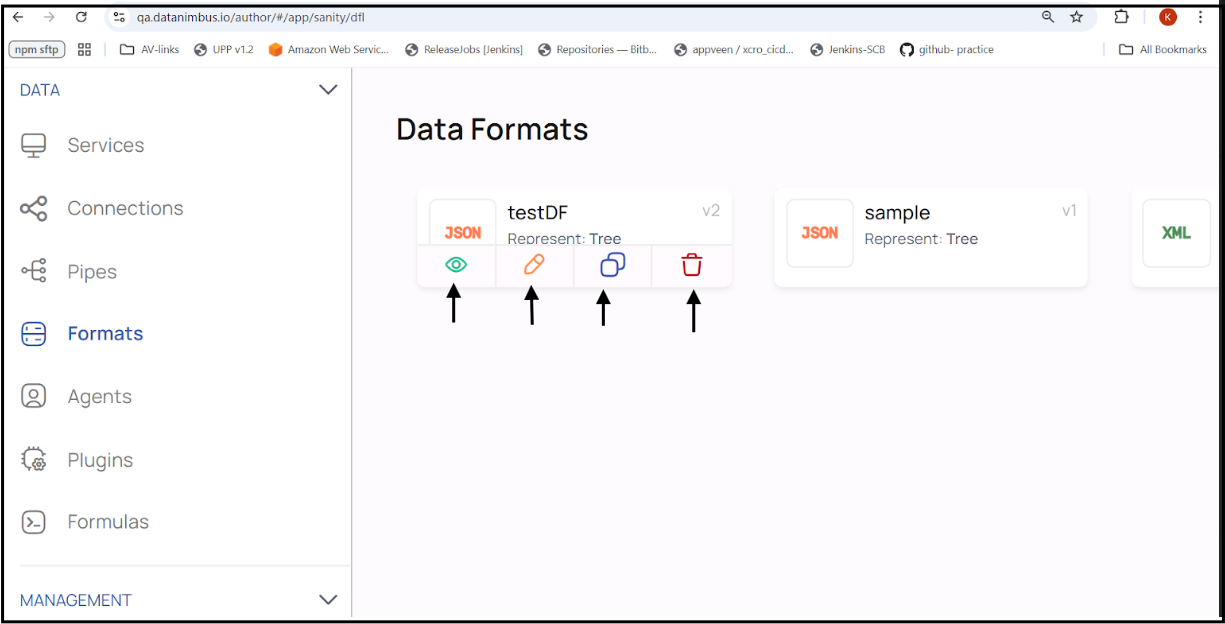 qa.datanimbus.io/author/#/app/sanity/dfl
K
npm sftp
AV-links
UPP v1.2
Amazon Web Servic...
ReleaseJobs [Jenkins]
Repositories — Bitb...
appveen / xcro_cicd...
Jenkins-SCB
github- practice
All Bookmarks
DATA
Services
Connections
Pipes
Formats
Agents
Plugins
Formulas
MANAGEMENT
Data Formats
JSON
testDF
v2
Represent: Tree
JSON
sample
v1
Represent: Tree
XML